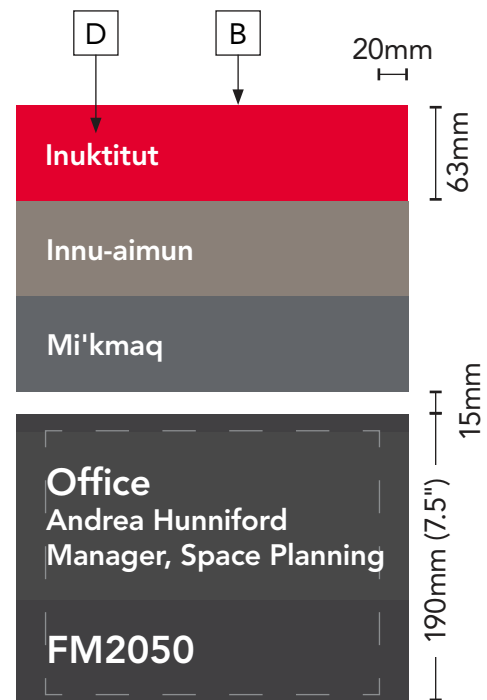 D
B
20mm
63mm
Inuktitut
Innu-aimun
Mi'kmaq
15mm
190mm (7.5")
Office
Andrea Hunniford
Manager, Space Planning
FM2050